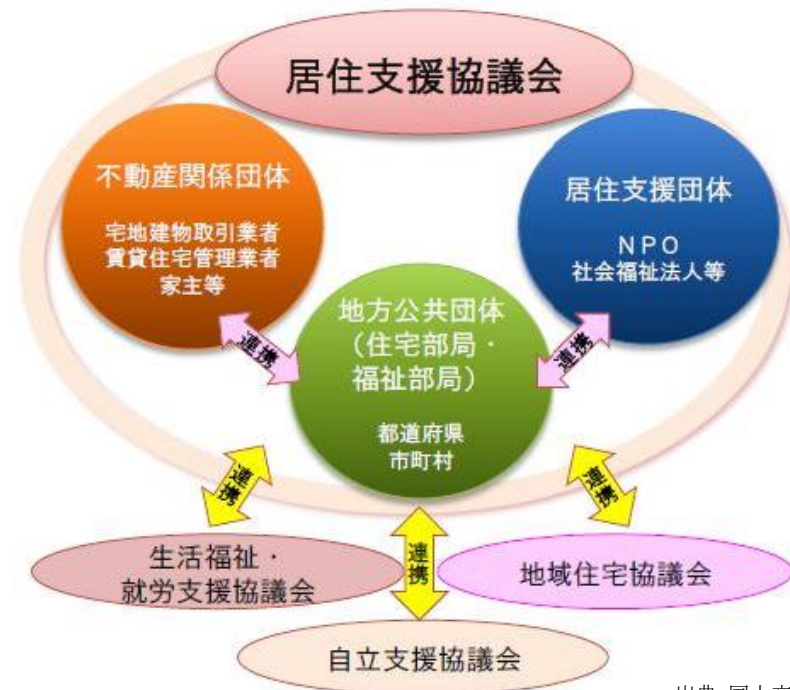 居住支援協議会
不動産関係団体
宅地建物取引業者
賃貸住宅管理業者
家主等
居住支援団体
ＮＰＯ
社会福祉法人等
地方公共団体
（住宅部局・
福祉部局）
都道府県
市町村
連携
連携
連携
連携
連携
生活福祉・
就労支援協議会
地域住宅協議会
自立支援協議会